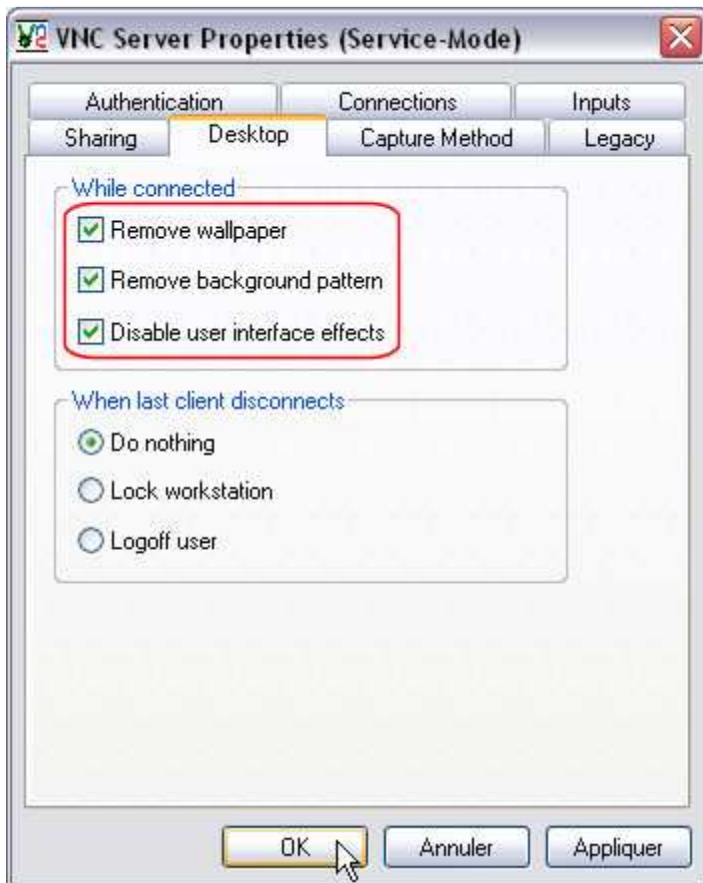 VNC Server Properties (Service-Mode)
Authentication Connections Inputs
Sharing Desktop Capture Method Legacy
While connected
Remove wallpaper
Remove background pattern
Disable user interface effects
When last client disconnects
Do nothing
Lock workstation
Logoff user
OK Annuler Appliquer